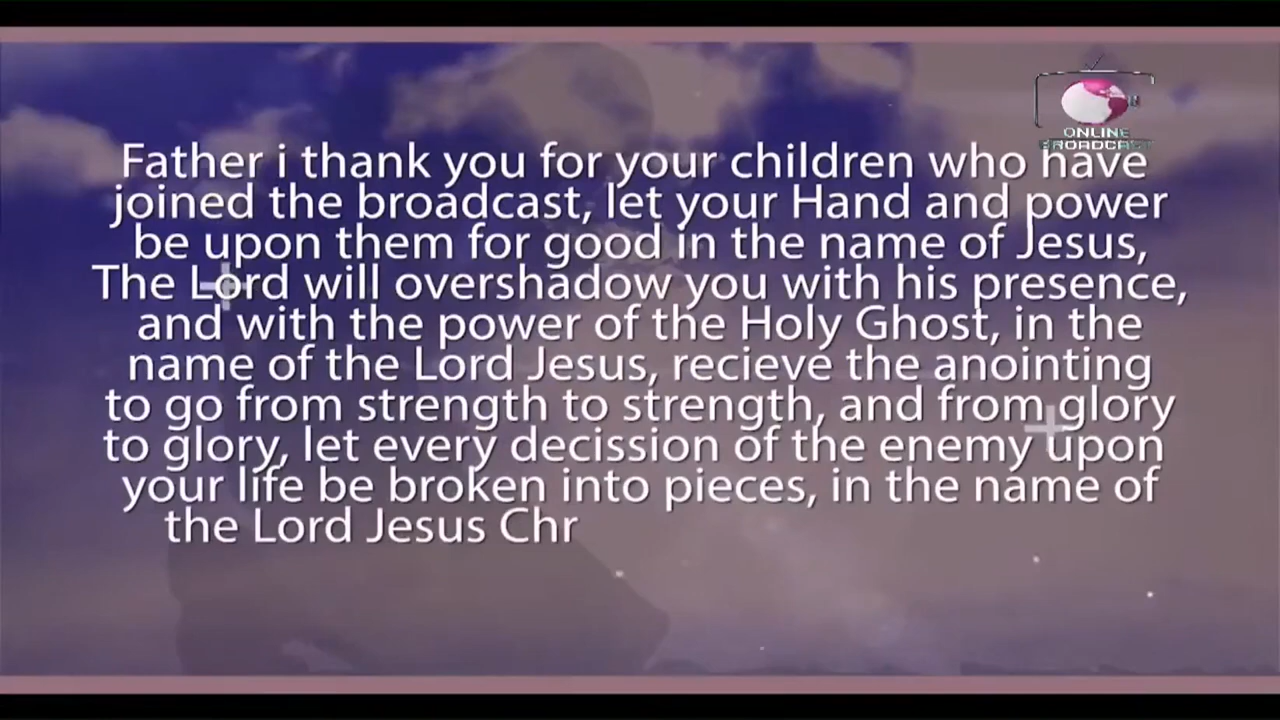 ONLINE
BROADCAST
Father i thank you for your children who have
joined the broadcast, let your Hand and power
be upon them for good in the name of Jesus,
The Lord will overshadow you with his presence,
and with the power of the Holy Ghost, in the
name of the Lord Jesus, recieve the anointing
to go from strength to strength, and from glory
to glory, let every decission of the enemy upon
your life be broken into pieces, in the name of
the Lord Jesus Chr